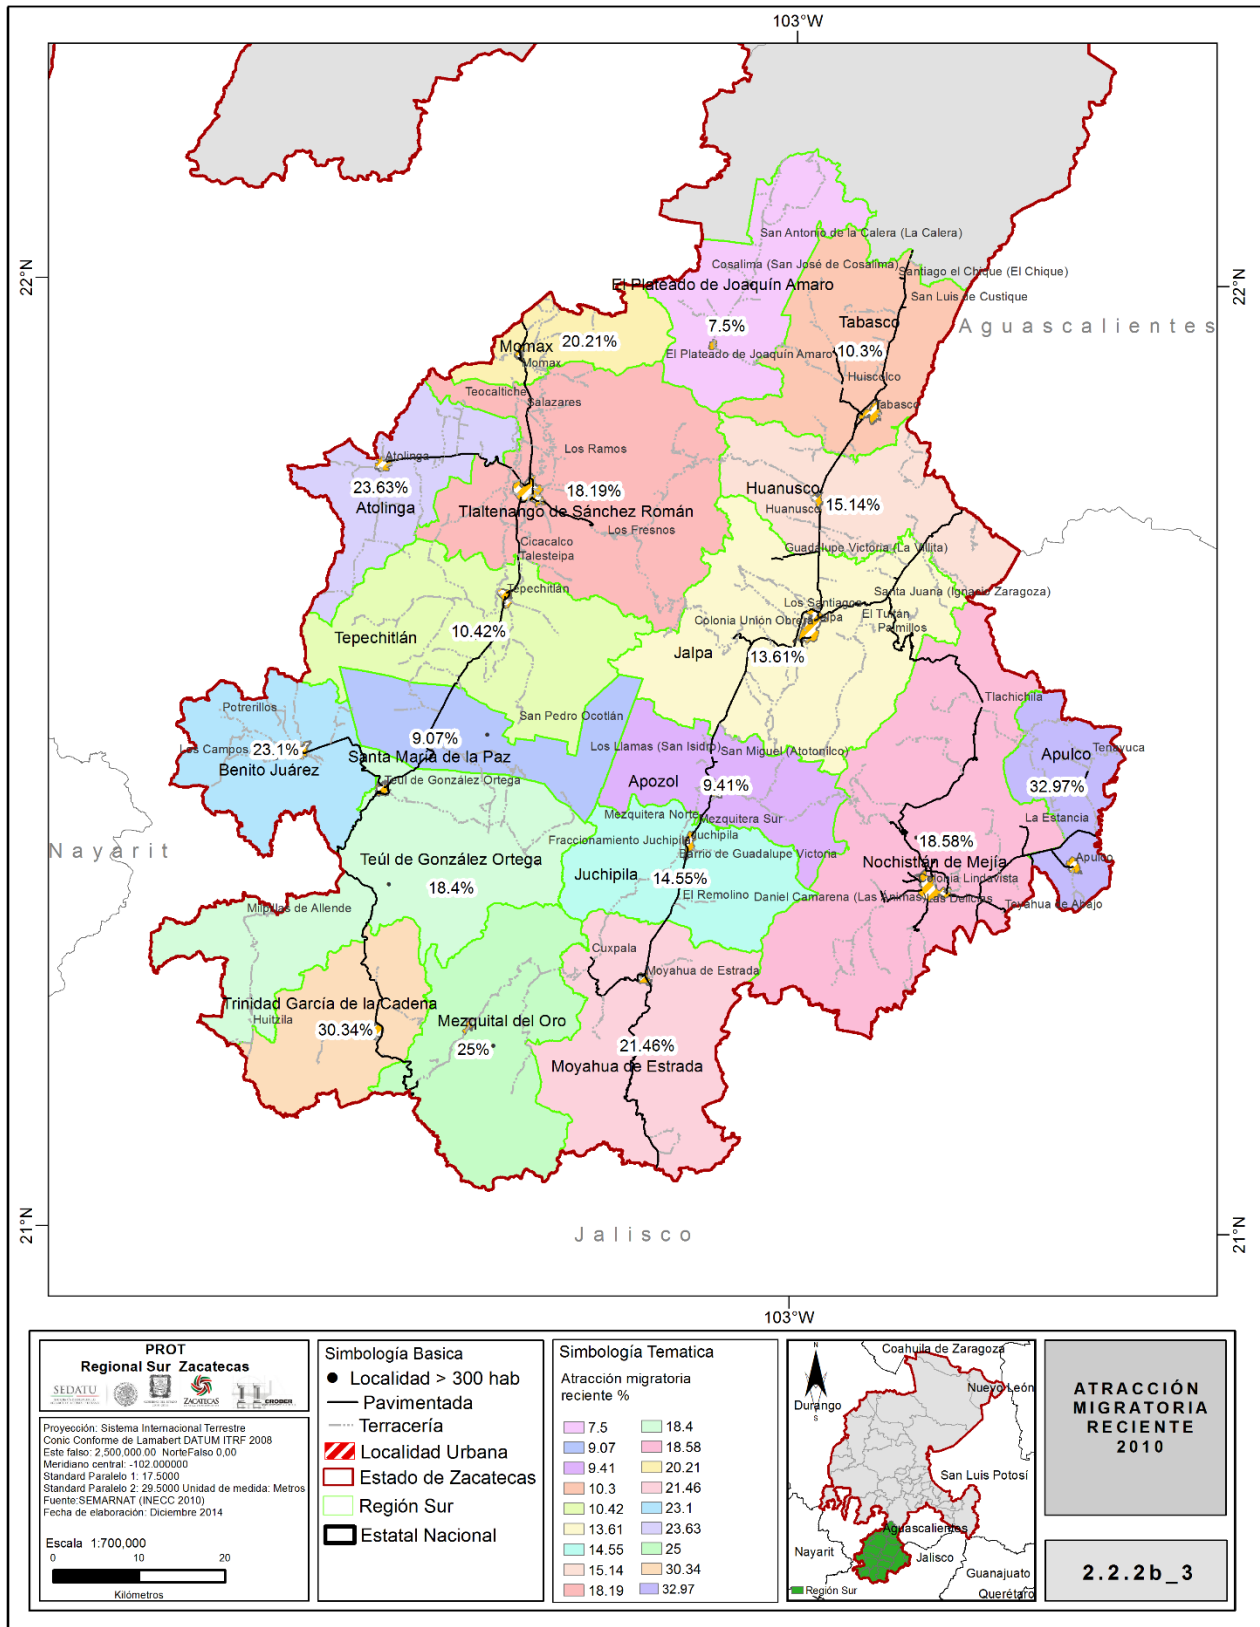 103°W
22°N
22°N
San Antonio de la Calera (La Calera)
Cosalima (San José de Cosalima)
Santiago el Chique (El Chique)
El Plateado de Joaquín Amaro
San Luis de Custique
Tabasco
Aguascalientes
7.5%
20.21%
Momax
Momax
10.3%
El Plateado de Joaquín Amaro
Huiscolco
Teocaltiche
Salazares
Tabasco
Los Ramos
Atolinga
23.63%
Atolinga
18.19%
Tlaltenango de Sánchez Román
Huanusco
15.14%
Huanusco
Los Fresnos
Cicacalco
Talesteipa
Guadalupe Victoria (La Villita)
Tepechitlán
Santa Juana (Ignacio Zaragoza)
Los Santiagos
El Tuitán
Colonia Unión Obrera
Jalpa
Palmillos
10.42%
Tepechitlán
Jalpa
13.61%
Tlachichila
Potrerillos
San Pedro Ocotlán
9.07%
Los Campos
23.1%
Santa María de la Paz
Benito Juárez
Los Llamas (San Isidro)
San Miguel (Atotonilco)
Apulco
Tenayuca
32.97%
Teúl de González Ortega
Apozol
9.41%
Mezquitera Norte
Mezquitera Sur
La Estancia
Nayarit
Fraccionamiento Juchipila
Juchipila
18.58%
Teúl de González Ortega
Barrio de Guadalupe Victoria
Nochistlán de Mejía
Apulco
18.4%
Juchipila
14.55%
Colonia Lindavista
El Remolino
Daniel Camarena (Las Ánimas)
Las Delicias
Teyahua de Abajo
Milpillas de Allende
Cuxpala
Moyahua de Estrada
Trinidad García de la Cadena
Huitzila
30.34%
Mezquital del Oro
25%
21.46%
Moyahua de Estrada
Jalisco
21°N
21°N
103°W
PROT
Regional Sur Zacatecas
SEDATU
ZACATECAS
Proyección: Sistema Internacional Terrestre
Conic Conforme de Lamabert DATUM ITRF 2008
Este falso: 2,500,000.00 NorteFalso 0,00
Meridiano central: -102.000000
Standard Paralelo 1: 17.5000
Standard Paralelo 2: 29.5000 Unidad de medida: Metros
Fuente:SEMARNAT (INECC 2010)
Fecha de elaboración: Diciembre 2014
Escala 1:700,000
0 10 20
Kilómetros
Simbología Basica
Localidad > 300 hab
Pavimentada
Terracería
Localidad Urbana
Estado de Zacatecas
Región Sur
Estatal Nacional
Simbología Tematica
Atracción migratoria
reciente %
7.5
9.07
9.41
10.3
10.42
13.61
14.55
15.14
18.19
18.4
18.58
20.21
21.46
23.1
23.63
25
30.34
32.97
N
S
Coahuila de Zaragoza
Nuevo León
Durango
San Luis Potosí
Aguascalientes
Nayarit
Jalisco
Guanajuato
Querétaro
Región Sur
ATRACCIÓN
MIGRATORIA
RECIENTE
2010
2.2.2b_3